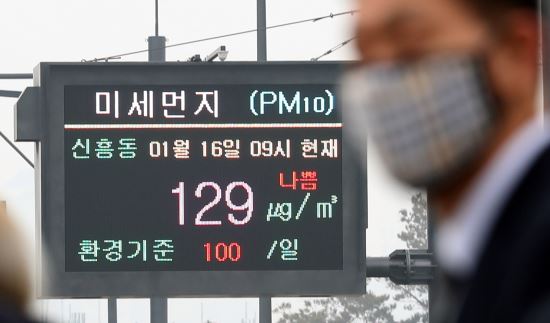 미세먼지 (PM10)
신흥동 01월 16일 09시 현재
나쁨
129 µg/㎥
환경기준 100 /일